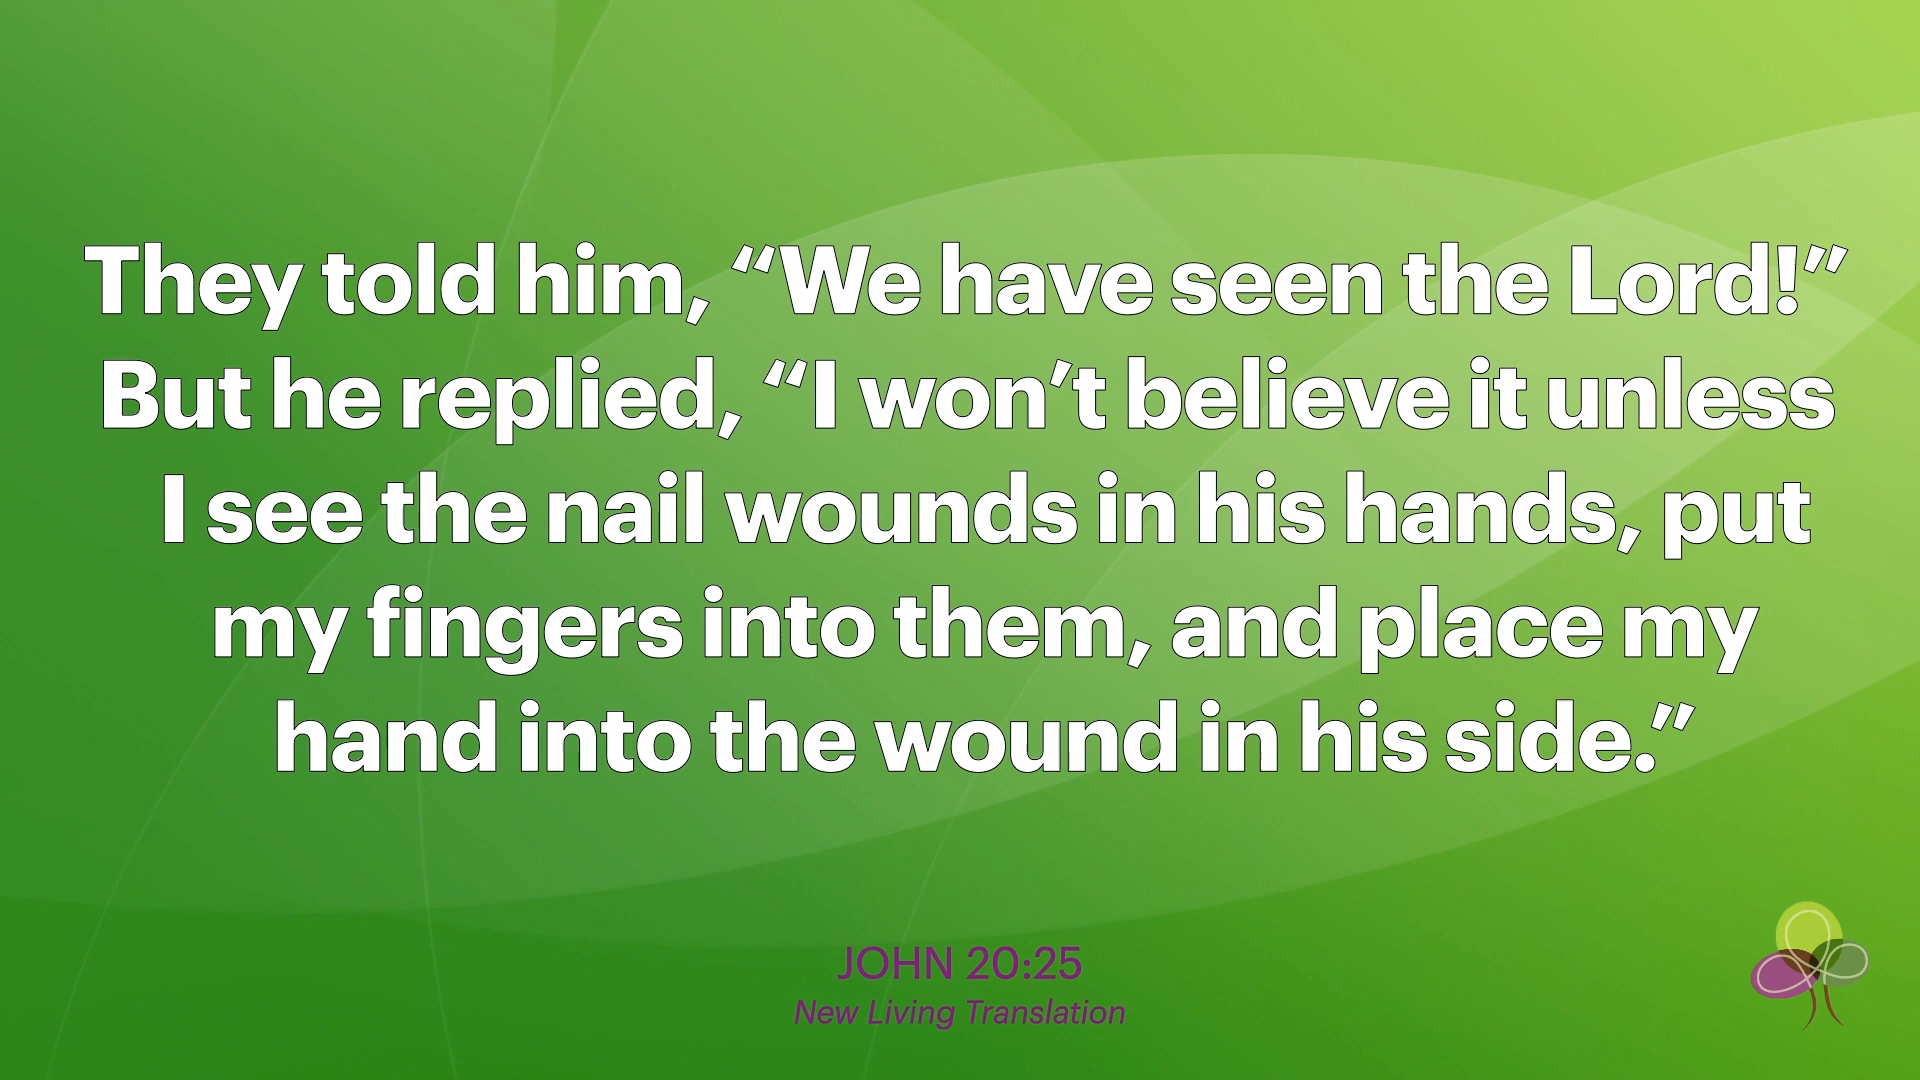 They told him, “We have seen the Lord!”
But he replied, “I won’t believe it unless
I see the nail wounds in his hands, put
my fingers into them, and place my
hand into the wound in his side.”
JOHN 20:25
New Living Translation